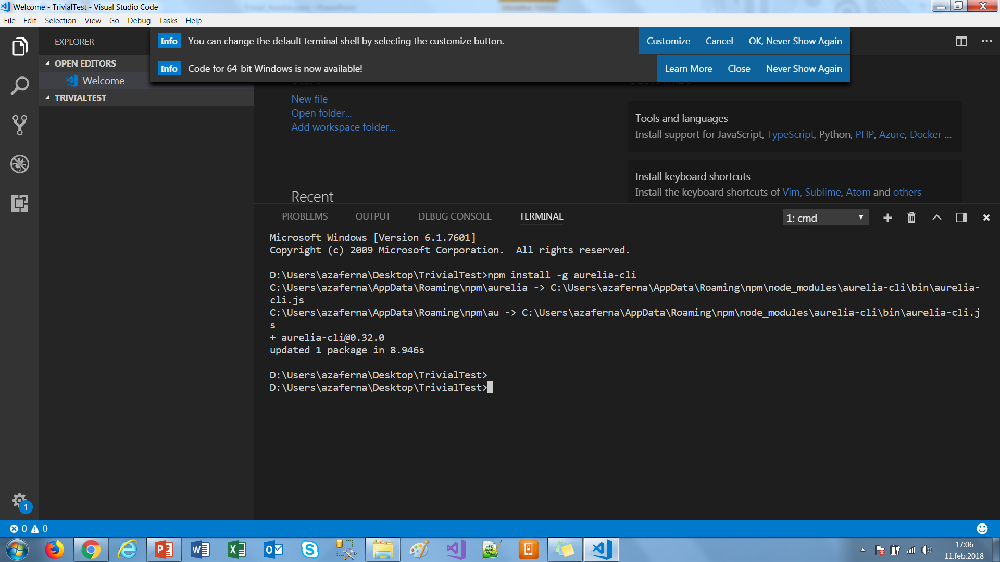 Welcome - TrivialTest - Visual Studio Code
File Edit Selection View Go Debug Tasks Help
EXPLORER
Info You can change the default terminal shell by selecting the customize button. Customize Cancel OK, Never Show Again
Info Code for 64-bit Windows is now available! Learn More Close Never Show Again
OPEN EDITORS
Welcome
TRIVIALTEST
New file
Open folder...
Add workspace folder...
Recent
Tools and languages
Install support for JavaScript, TypeScript, Python, PHP, Azure, Docker ...
Install keyboard shortcuts
Install the keyboard shortcuts of Vim, Sublime, Atom and others
PROBLEMS OUTPUT DEBUG CONSOLE TERMINAL 1: cmd
Microsoft Windows [Version 6.1.7601]
Copyright (c) 2009 Microsoft Corporation.  All rights reserved.
D:\Users\azaferna\Desktop\TrivialTest>npm install -g aurelia-cli
C:\Users\azaferna\AppData\Roaming\npm\aurelia -> C:\Users\azaferna\AppData\Roaming\npm\node_modules\aurelia-cli\bin\aurelia-
cli.js
C:\Users\azaferna\AppData\Roaming\npm\au -> C:\Users\azaferna\AppData\Roaming\npm\node_modules\aurelia-cli\bin\aurelia-cli.j
s
+ aurelia-cli@0.32.0
updated 1 package in 8.946s
D:\Users\azaferna\Desktop\TrivialTest>
D:\Users\azaferna\Desktop\TrivialTest>
1
0 0
17:06
11.feb.2018